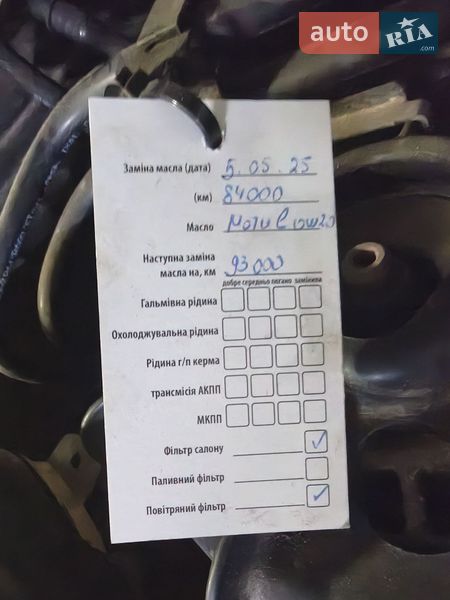 auto RIA.com
Заміна масла (дата) 5.05.25
(км) 84000
Масло Моtul 0W20
Наступна заміна
масла на, км 93000
добре середньо погано замінена
Гальмівна рідина
Охолоджувальна рідина
Рідина г/п керма
трансмісія АКПП
МКПП
Фільтр салону ✓
Паливний фільтр
Повітряний фільтр ✓